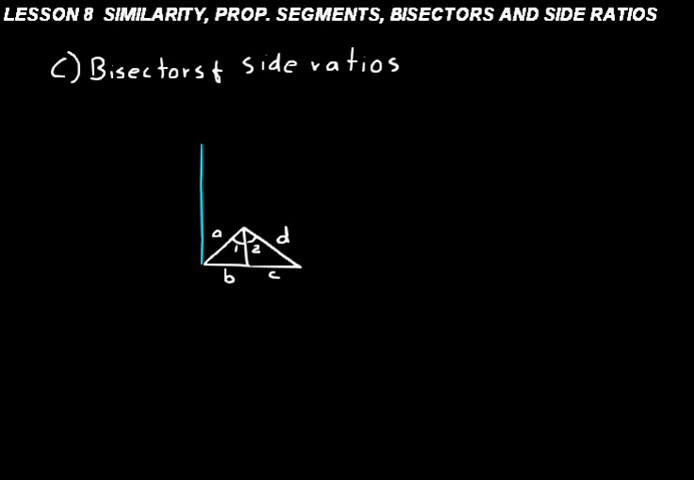 LESSON 8 SIMILARITY, PROP. SEGMENTS, BISECTORS AND SIDE RATIOS
C) Bisectors & side ratios
a d
1 2
b c